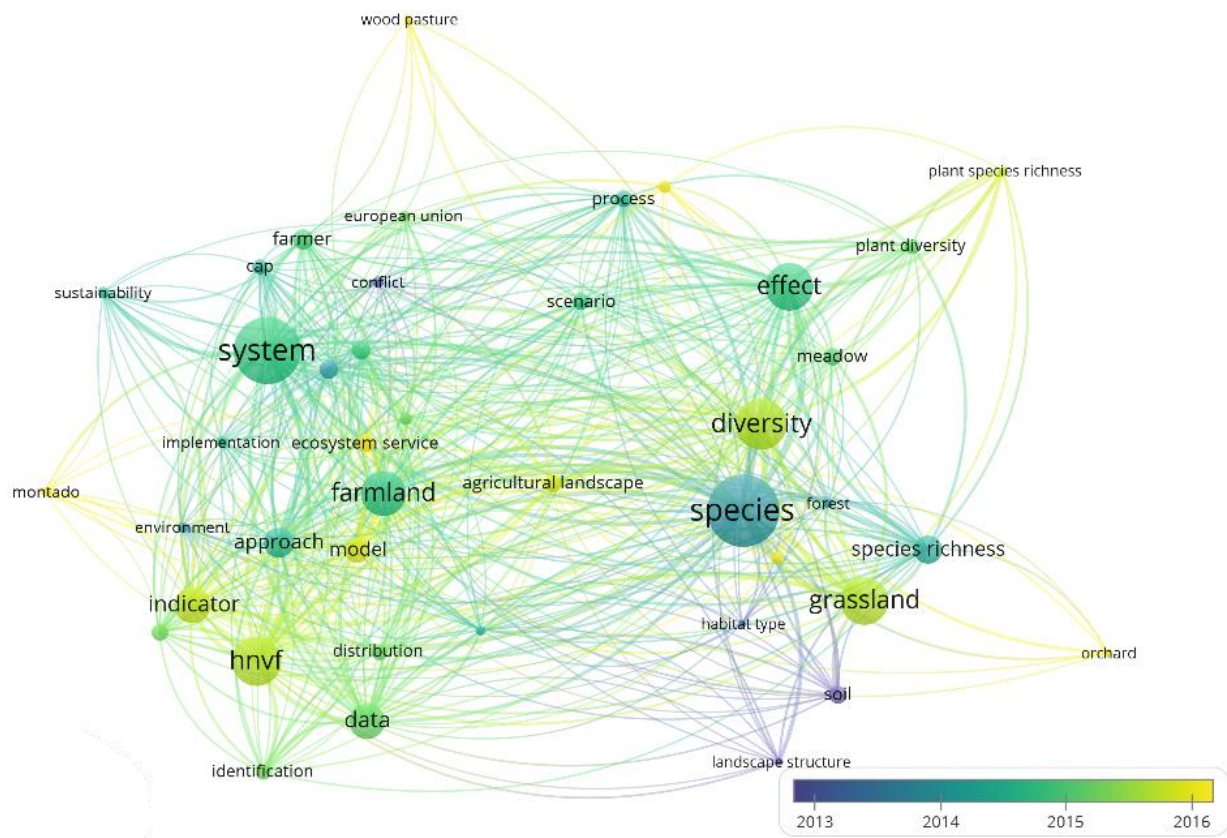 wood pasture
plant species richness
process
european union
farmer
plant diversity
cap
conflict
effect
sustainability
scenario
system
meadow
diversity
implementation
ecosystem service
agricultural landscape
montado
farmland
species
forest
environment
approach
model
species richness
indicator
grassland
habitat type
distribution
hnvf
orchard
soil
data
landscape structure
identification
2013
2014
2015
2016